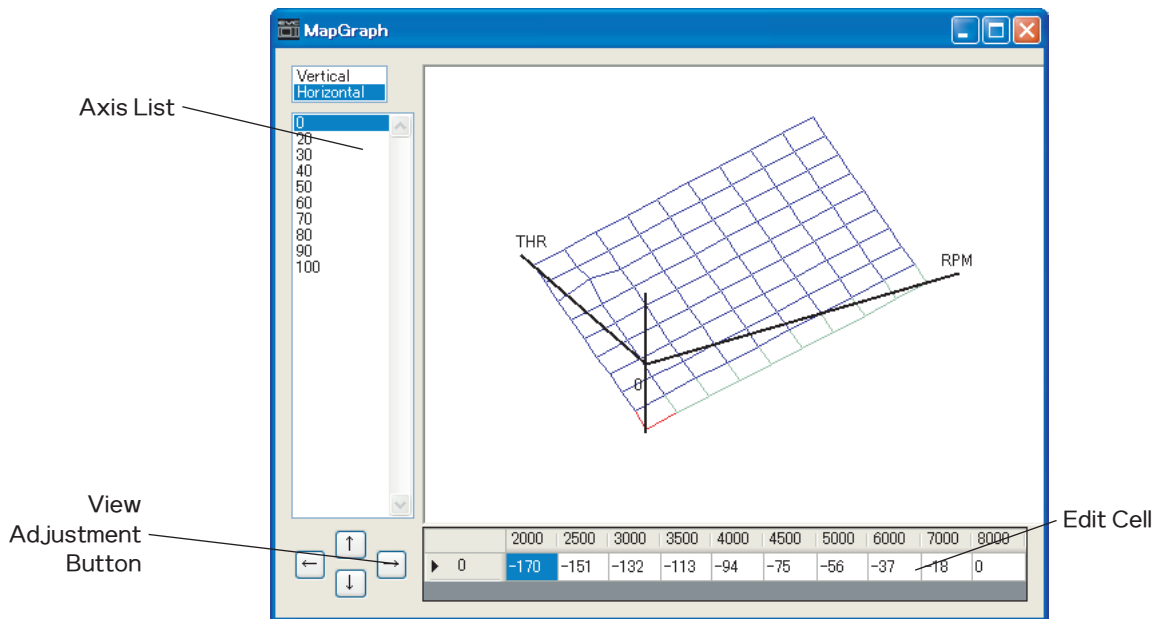 EVC
MapGraph
Vertical
Horizontal
Axis List
0
20
30
40
50
60
70
80
90
100
THR
RPM
0
View
Adjustment
Button
↑
← →
↓
2000 2500 3000 3500 4000 4500 5000 6000 7000 8000
0 -170 -151 -132 -113 -94 -75 -56 -37 -18 0
Edit Cell